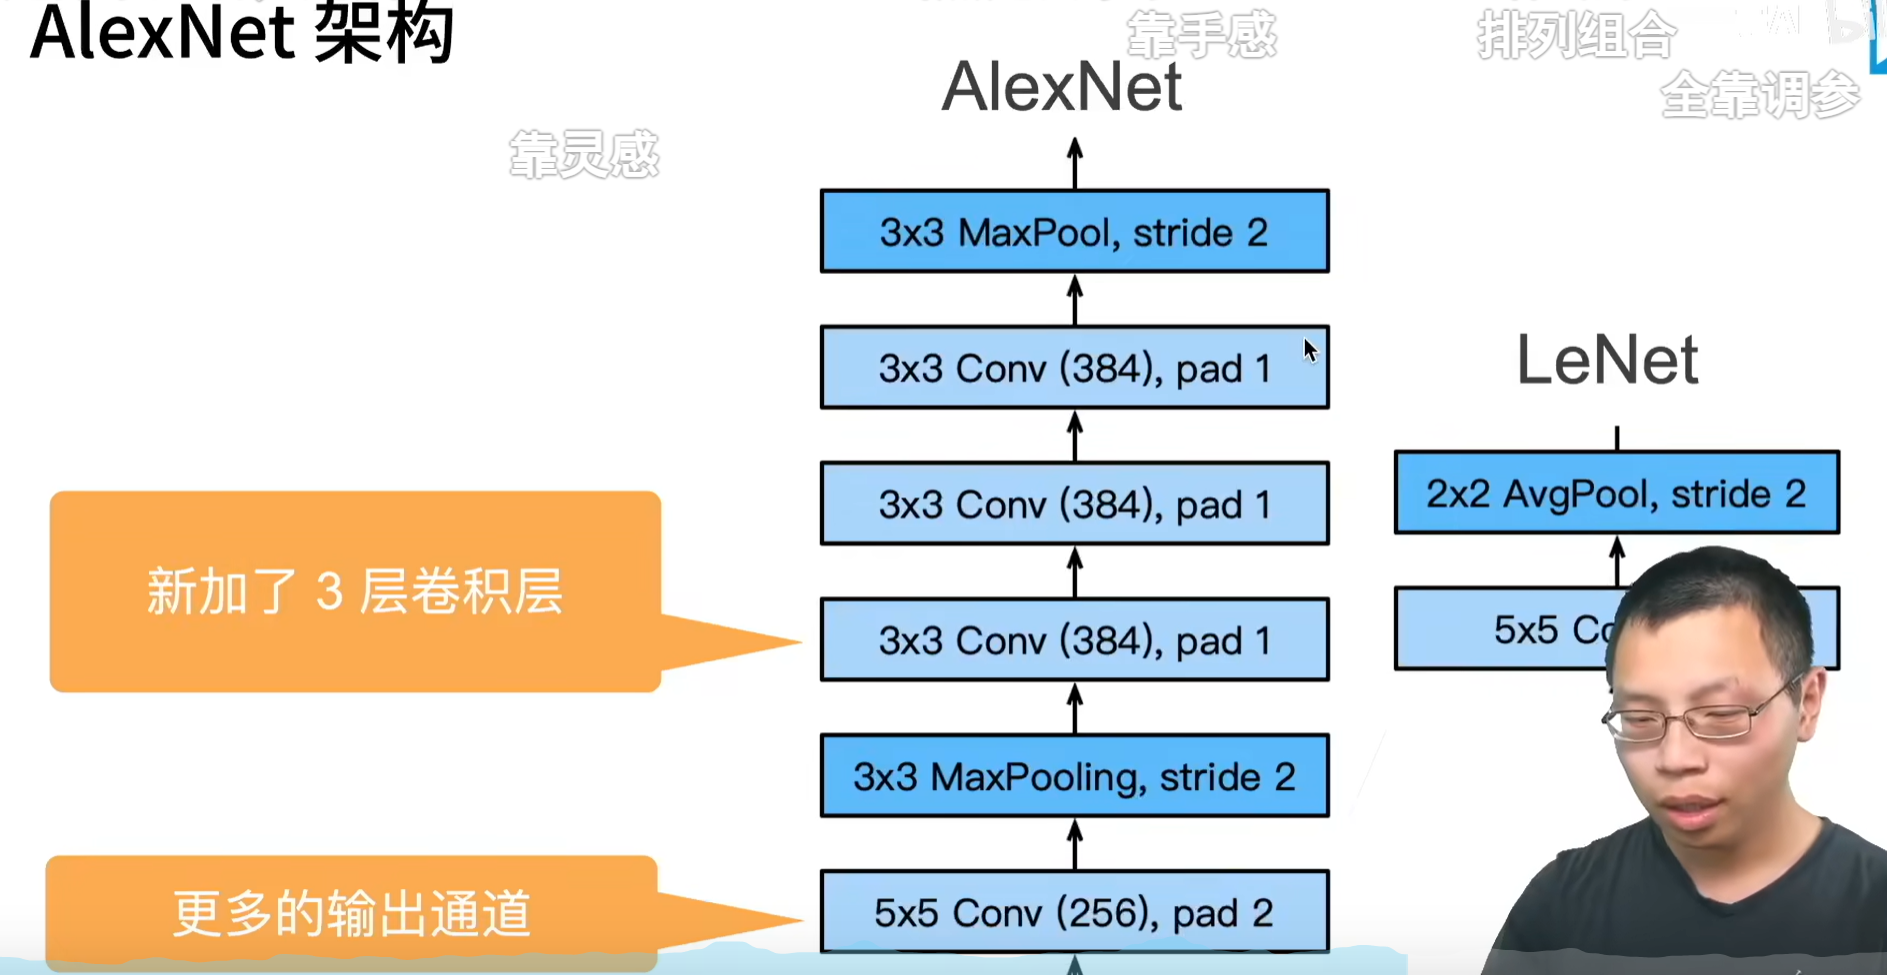 AlexNet 架构
靠手感
排列组合
全靠调参
靠灵感
AlexNet
3x3 MaxPool, stride 2
3x3 Conv (384), pad 1
3x3 Conv (384), pad 1
3x3 Conv (384), pad 1
3x3 MaxPooling, stride 2
5x5 Conv (256), pad 2
新加了 3 层卷积层
更多的输出通道
LeNet
2x2 AvgPool, stride 2
5x5